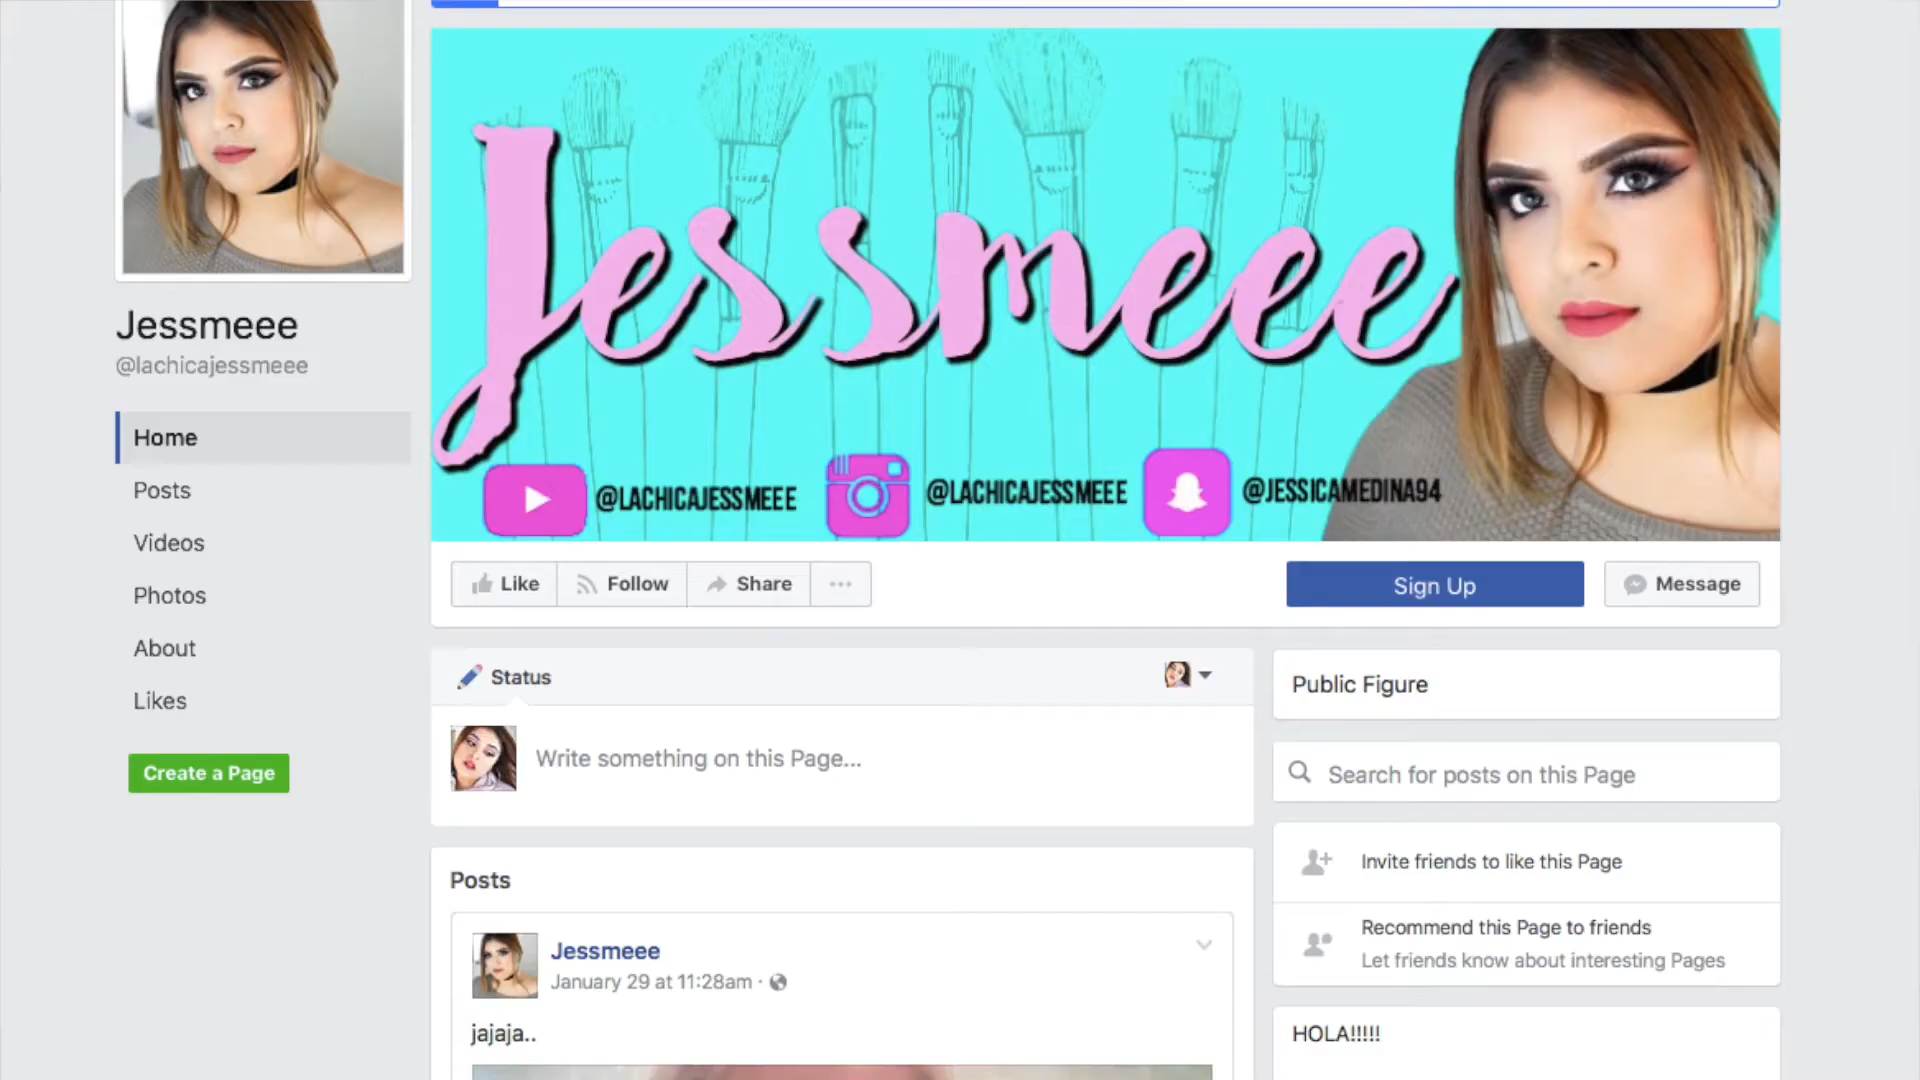 Jessmeee
@LACHICAJESSMEEE
@LACHICAJESSMEEE
@JESSICAMEDINA94
Jessmeee
@lachicajessmeee
Home
Posts
Videos
Photos
About
Likes
Create a Page
Like
Follow
Share
Sign Up
Message
Status
Write something on this Page...
Posts
Jessmeee
January 29 at 11:28am ·
jajaja..
Public Figure
Search for posts on this Page
Invite friends to like this Page
Recommend this Page to friends
Let friends know about interesting Pages
HOLA!!!!!